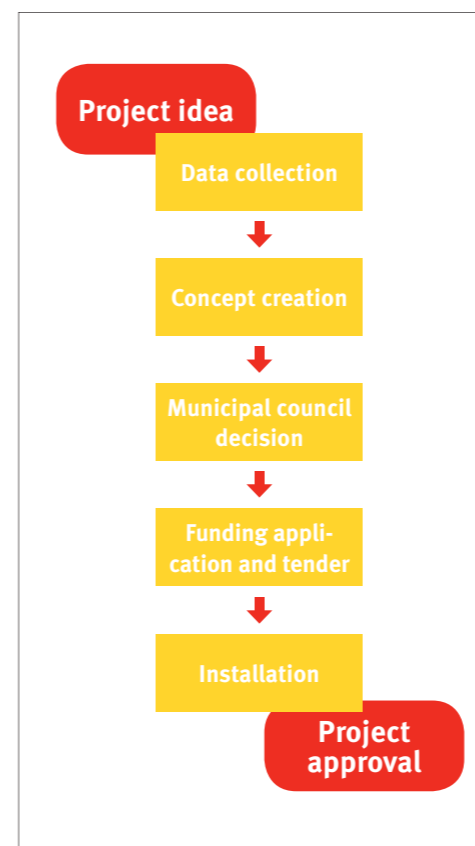 Project idea
Data collection
Concept creation
Municipal council
decision
Funding appli-
cation and tender
Installation
Project
approval